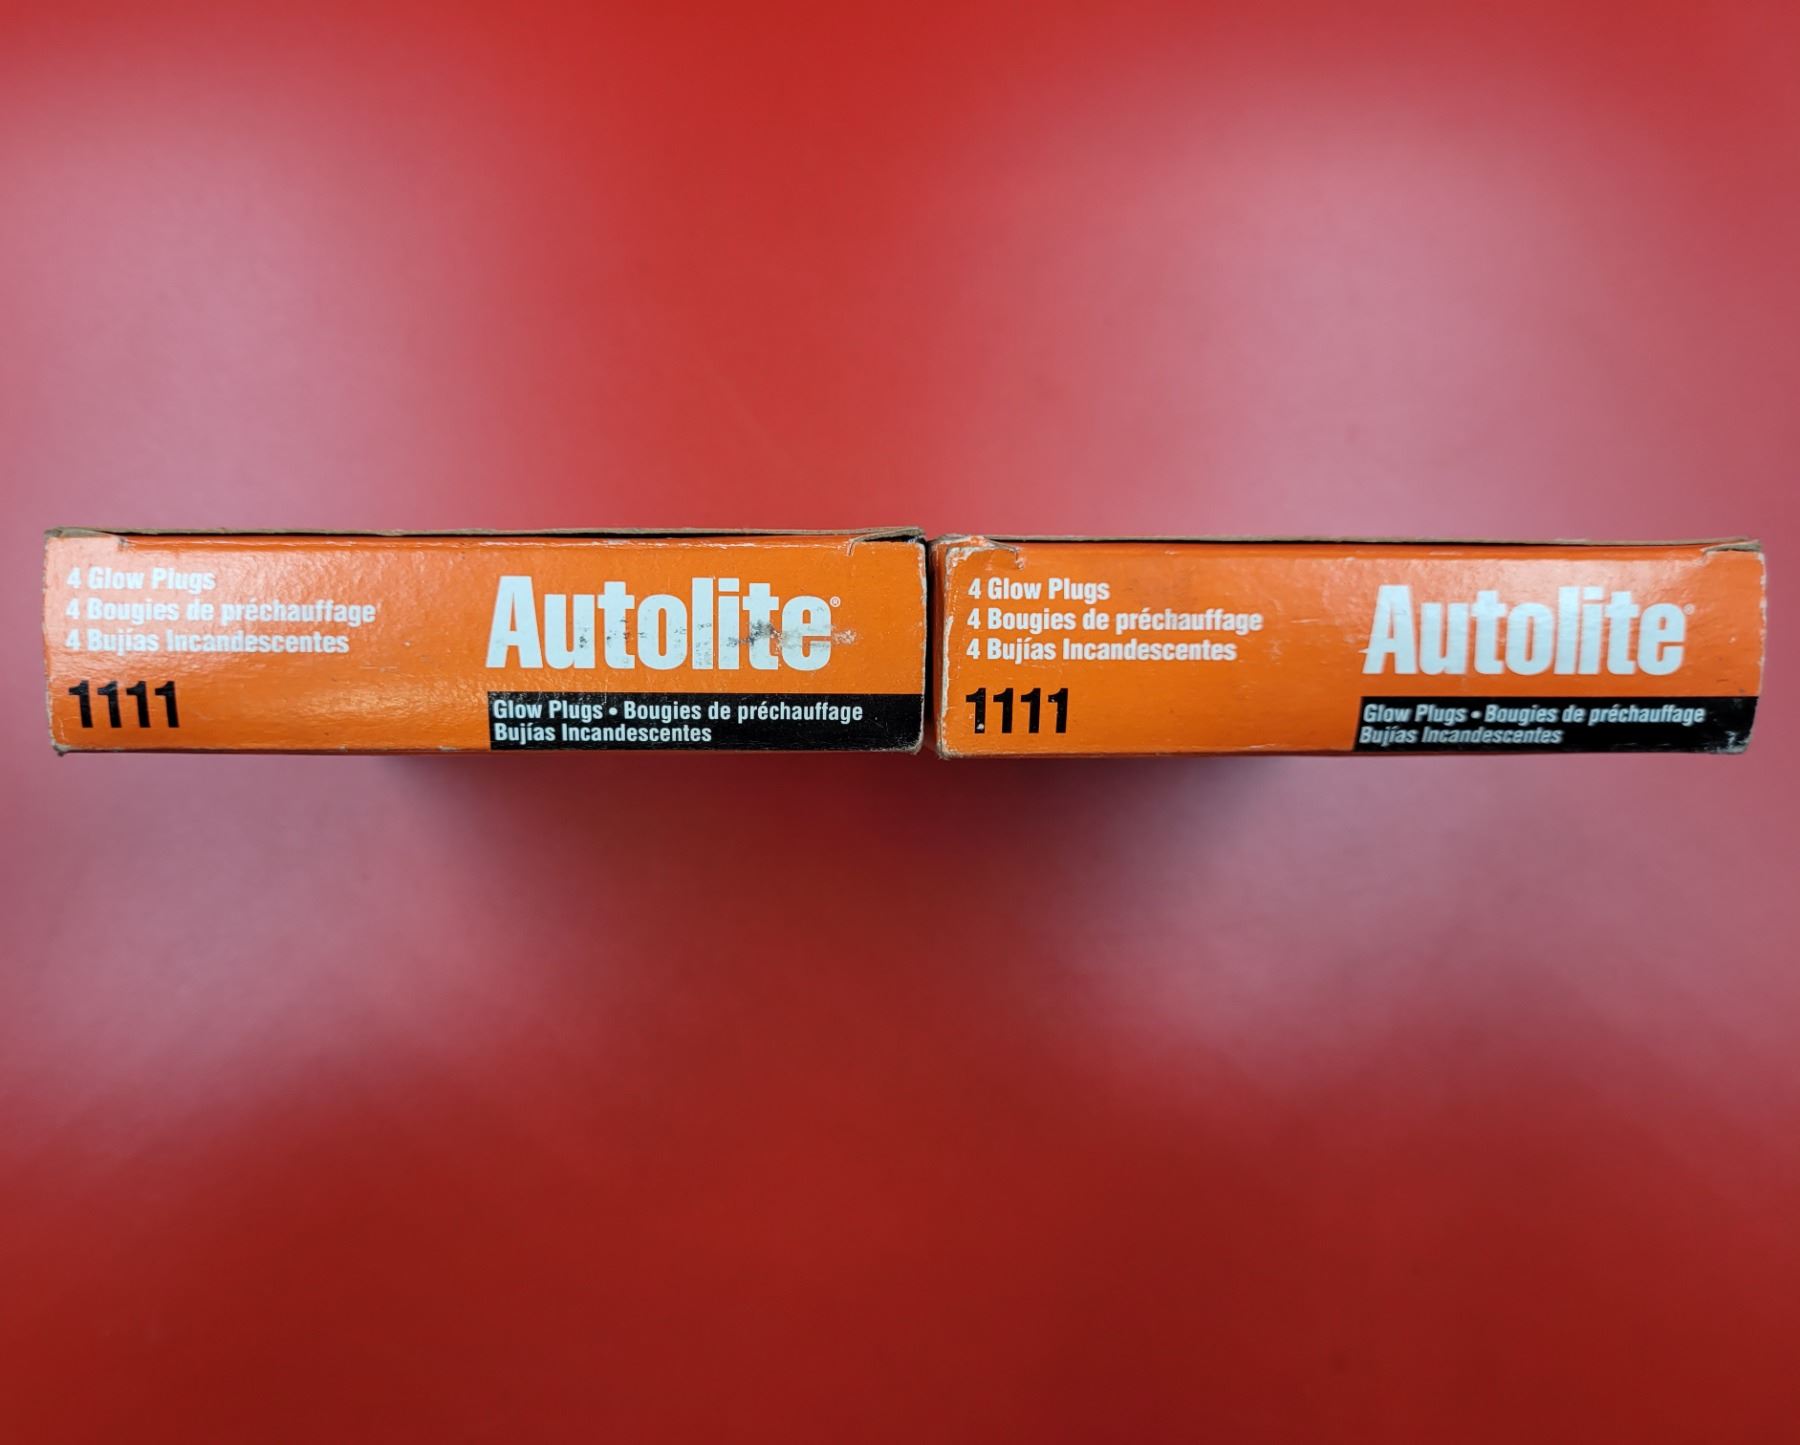 4 Glow Plugs
4 Bougies de préchauffage
4 Bujías Incandescentes
1111
Autolite®
Glow Plugs • Bougies de préchauffage
Bujías Incandescentes
4 Glow Plugs
4 Bougies de préchauffage
4 Bujías Incandescentes
1111
Autolite®
Glow Plugs • Bougies de préchauffage
Bujías Incandescentes